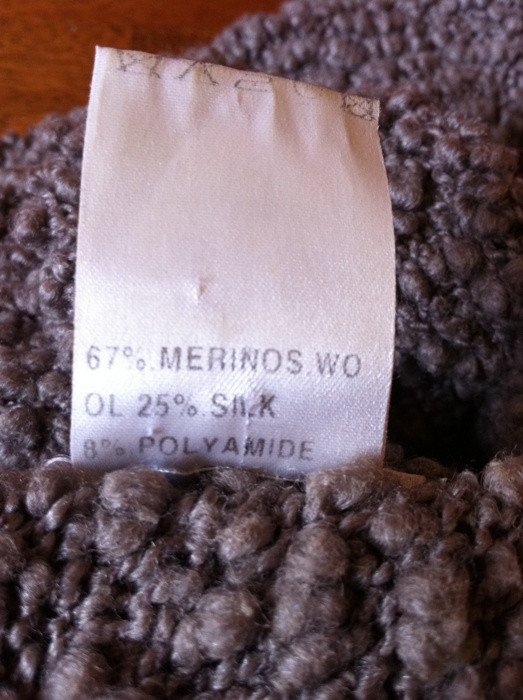 67% MERINOS WO
OL 25% SILK
8% POLYAMIDE